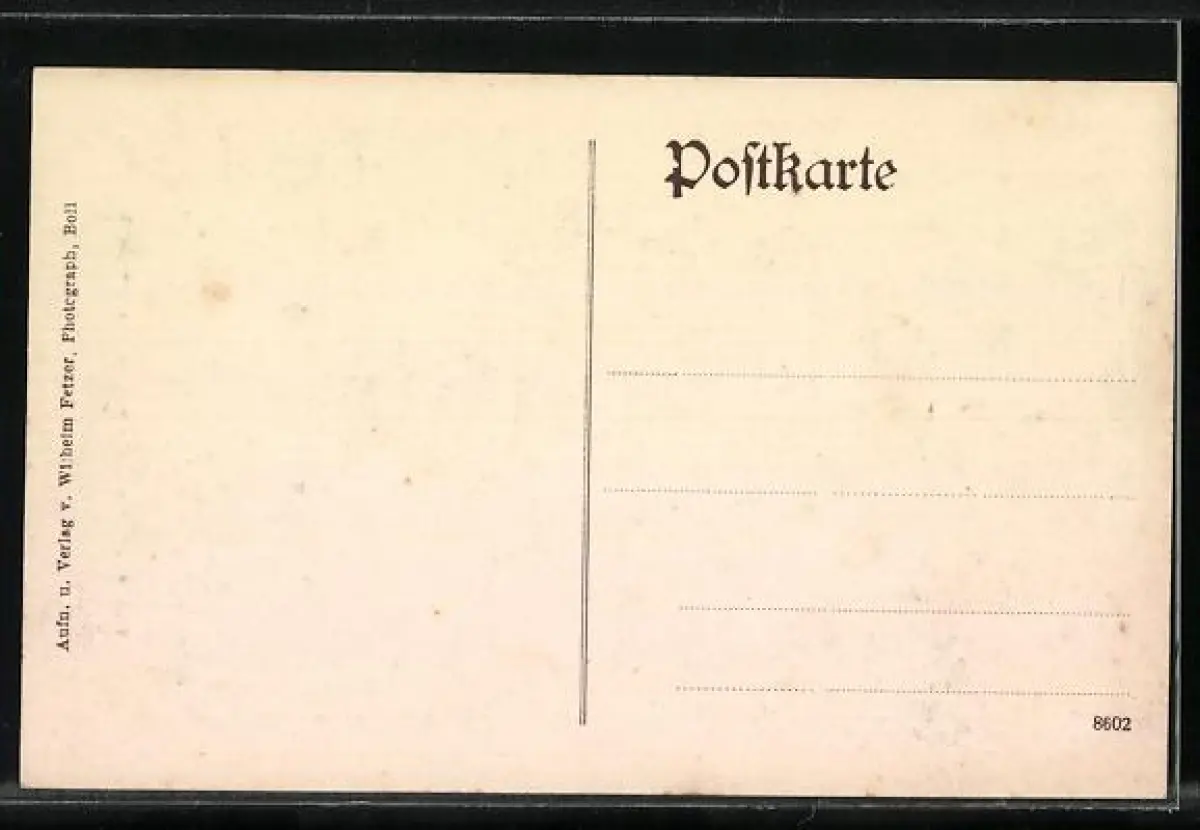 Postkarte
Aufn. u. Verlag v. Wilhelm Fetzer, Photograph, Boll
8602